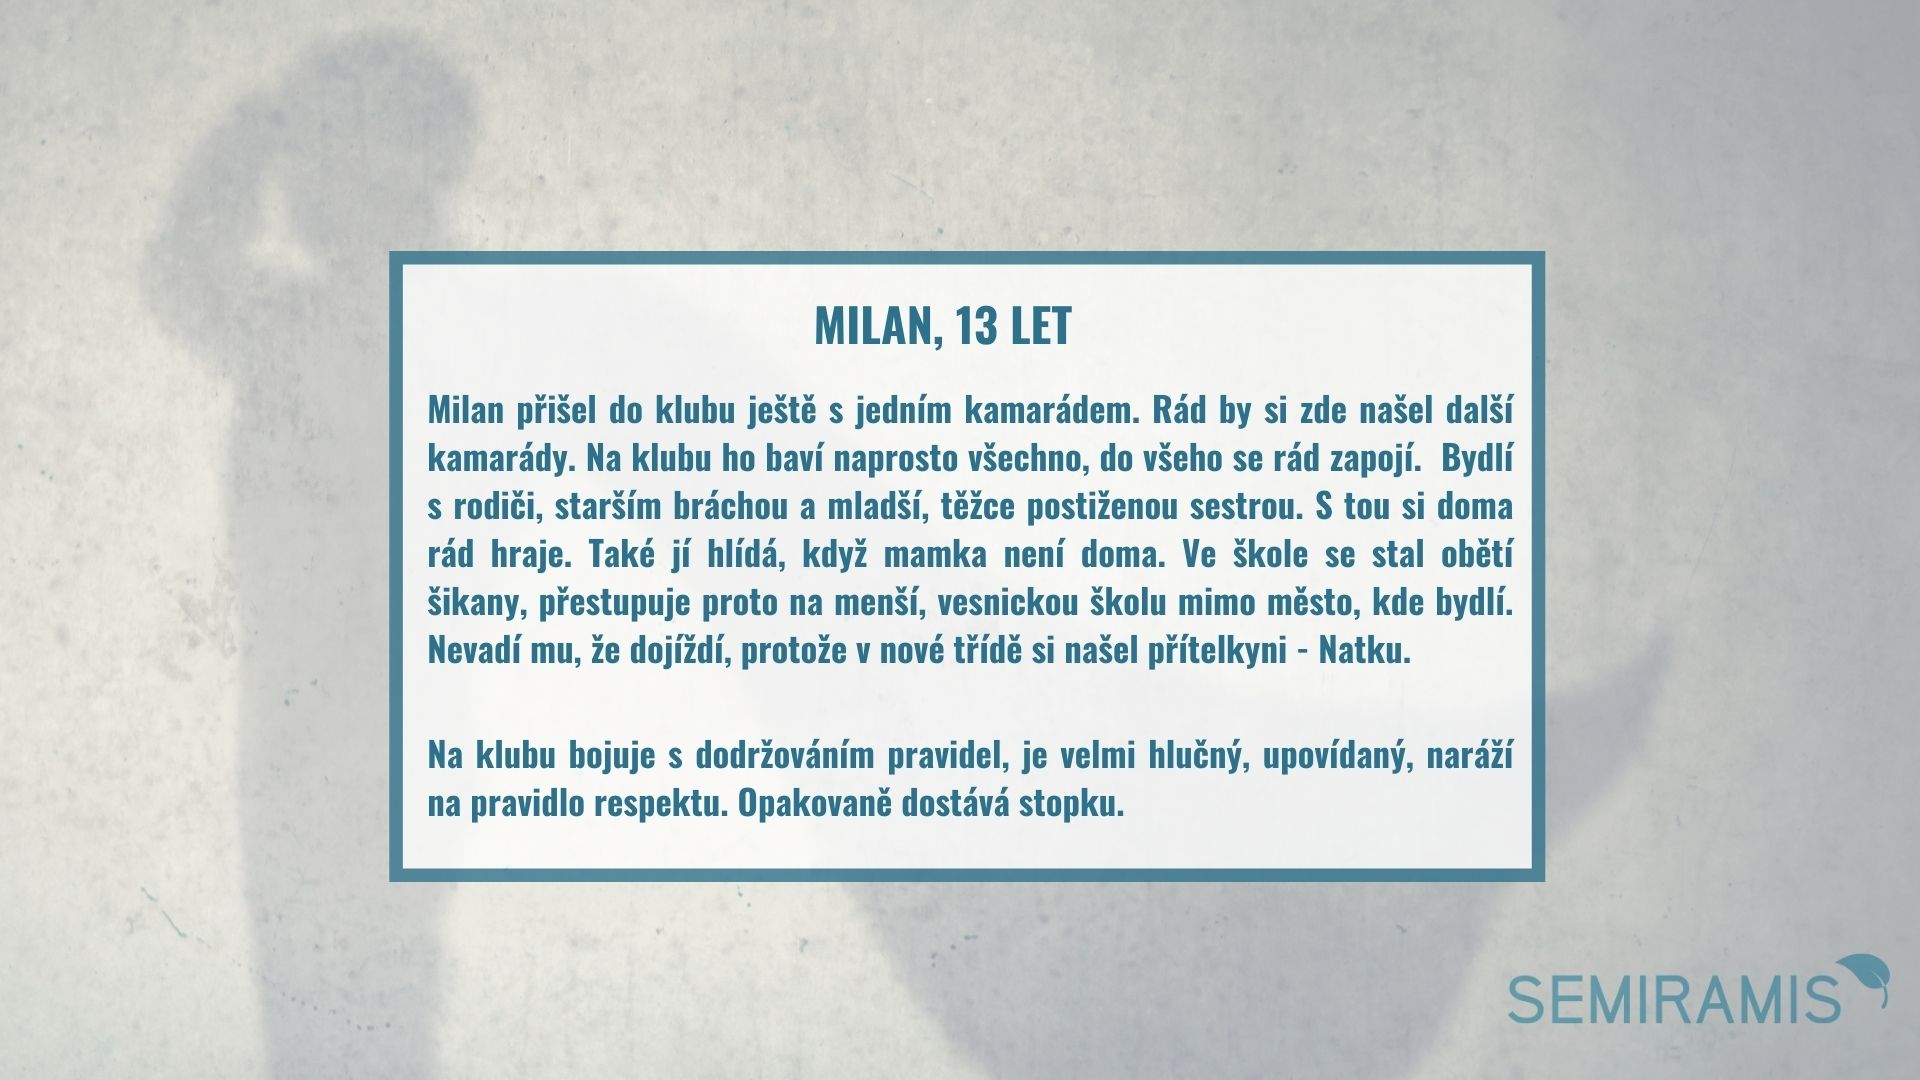 MILAN, 13 LET
Milan přišel do klubu ještě s jedním kamarádem. Rád by si zde našel další
kamarády. Na klubu ho baví naprosto všechno, do všeho se rád zapojí. Bydlí
s rodiči, starším bráchou a mladší, těžce postiženou sestrou. S tou si doma
rád hraje. Také jí hlídá, když mamka není doma. Ve škole se stal obětí
šikany, přestupuje proto na menší, vesnickou školu mimo město, kde bydlí.
Nevadí mu, že dojíždí, protože v nové třídě si našel přítelkyni - Natku.
Na klubu bojuje s dodržováním pravidel, je velmi hlučný, upovídaný, naráží
na pravidlo respektu. Opakovaně dostává stopku.
SEMIRAMIS